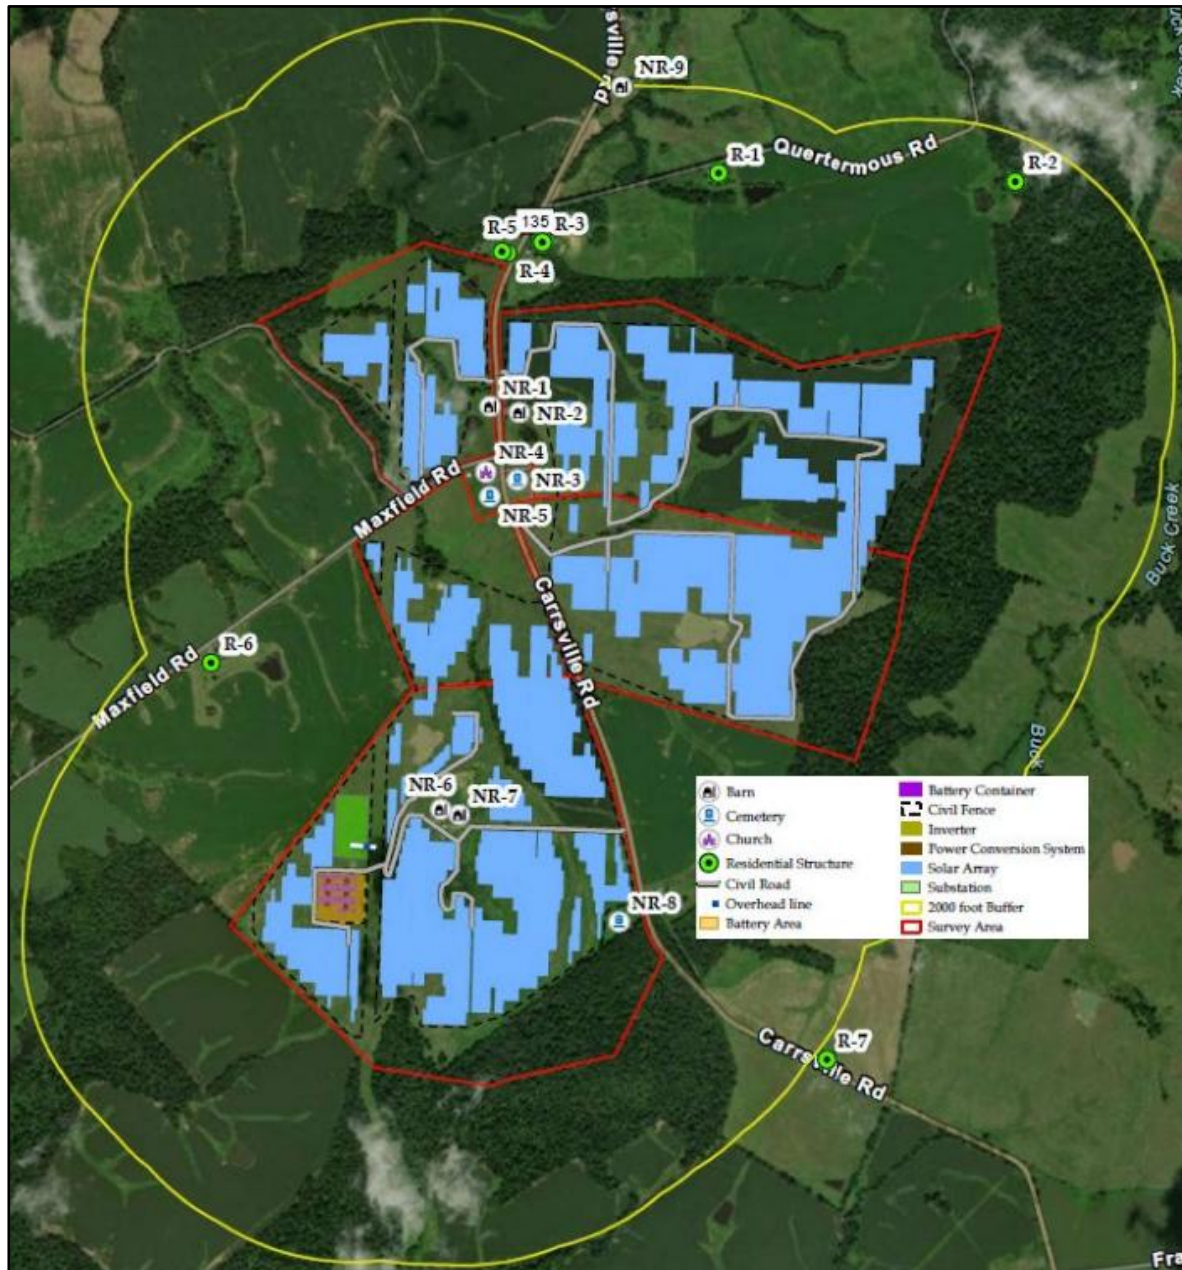 sville Rd
NR-9
R-1
Quertermous Rd
R-2
R-5
135
R-3
R-4
NR-1
NR-2
NR-4
NR-3
NR-5
Maxfield Rd
Carrsville Rd
Buck Creek
R-6
Maxfield Rd
Buck
NR-6
NR-7
NR-8
Barn
Cemetery
Church
Residential Structure
Civil Road
Overhead line
Battery Area
Battery Container
Civil Fence
Inverter
Power Conversion System
Solar Array
Substation
2000 foot Buffer
Survey Area
R-7
Carrsville Rd
Fra